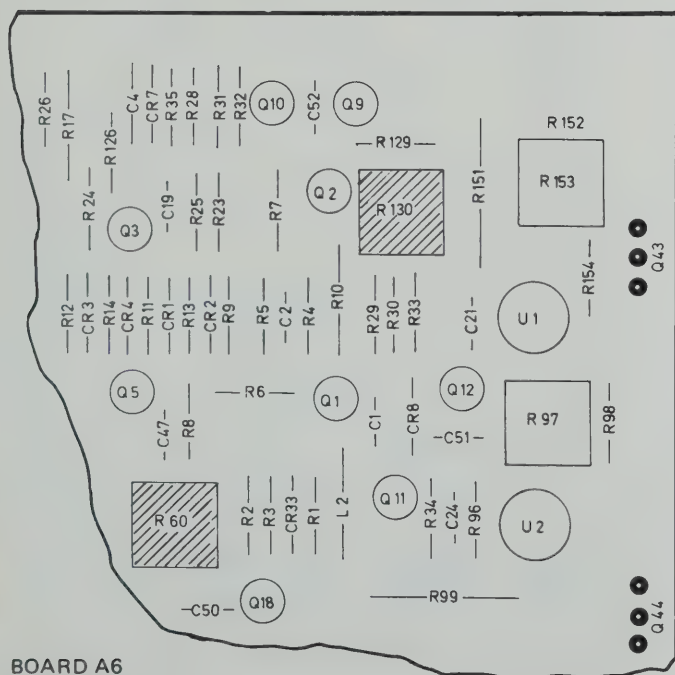 R26
R17
R126
C4
CR7
R35
R28
R31
R32
Q10
C52
Q9
R129
R151
R152
R153
R24
Q3
C19
R25
R23
R7
Q2
R130
Q43
R154
R12
CR3
R14
CR4
R11
CR1
R13
CR2
R9
R5
C2
R4
R10
R29
R30
R33
C21
U1
Q5
C47
R8
R6
Q1
C1
CR8
Q12
C51
R97
R98
R60
R2
R3
CR33
R1
L2
Q11
R34
C24
R96
U2
C50
Q18
R99
Q44
BOARD A6